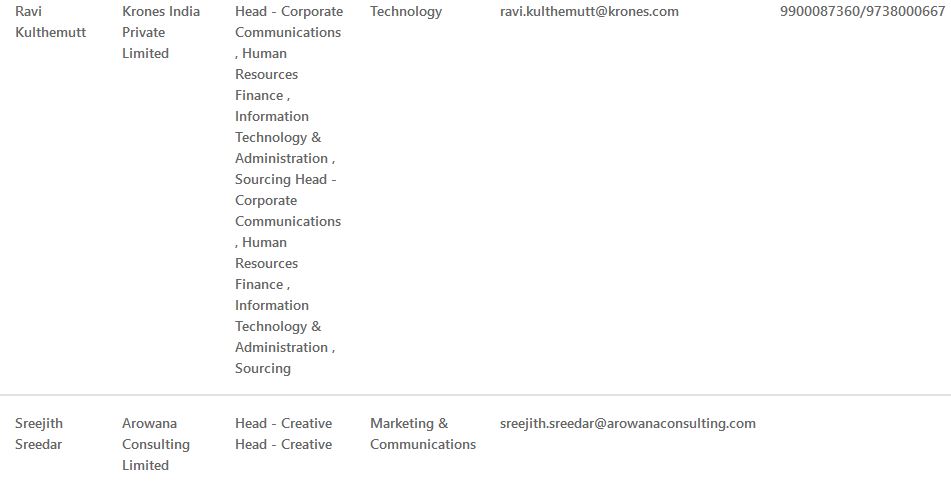 Ravi Kulthemutt Krones India Private Limited Head - Corporate Communications , Human Resources Finance , Information Technology & Administration , Sourcing Head - Corporate Communications , Human Resources Finance , Information Technology & Administration , Sourcing Technology ravi.kulthemutt@krones.com 9900087360/9738000667
Sreejith Sreedar Arowana Consulting Limited Head - Creative Head - Creative Marketing & Communications sreejith.sreedar@arowanaconsulting.com